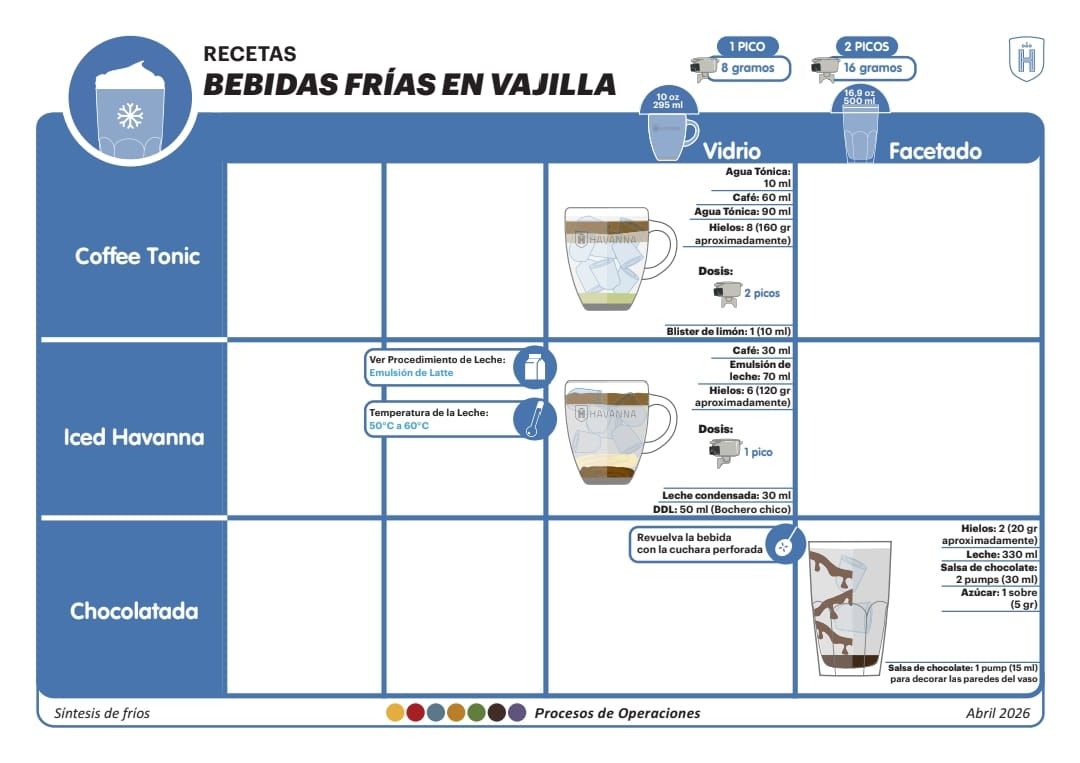 RECETAS
BEBIDAS FRÍAS EN VAJILLA
1 PICO
8 gramos
2 PICOS
16 gramos
H
10 oz
295 ml
Vidrio
16,9 oz
500 ml
Facetado
Coffee Tonic
HAVANNA
Agua Tónica:
10 ml
Café: 60 ml
Agua Tónica: 90 ml
Hielos: 8 (160 gr
aproximadamente)
Dosis:
2 picos
Blister de limón: 1 (10 ml)
Iced Havanna
Ver Procedimiento de Leche:
Emulsión de Latte
Temperatura de la Leche:
50°C a 60°C
HAVANNA
Café: 30 ml
Emulsión de
leche: 70 ml
Hielos: 6 (120 gr
aproximadamente)
Dosis:
1 pico
Leche condensada: 30 ml
DDL: 50 ml (Bochero chico)
Chocolatada
Revuelva la bebida
con la cuchara perforada
Hielos: 2 (20 gr
aproximadamente)
Leche: 330 ml
Salsa de chocolate:
2 pumps (30 ml)
Azúcar: 1 sobre
(5 gr)
Salsa de chocolate: 1 pump (15 ml)
para decorar las paredes del vaso
Síntesis de fríos
Procesos de Operaciones
Abril 2026